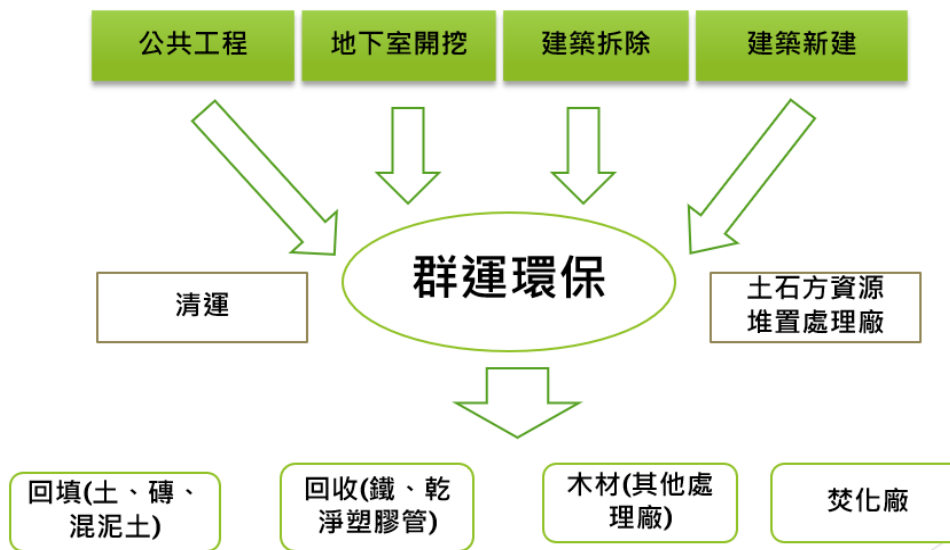 公共工程
地下室開挖
建築拆除
建築新建
群運環保
清運
土石方資源
堆置處理廠
回填(土、磚、
混泥土)
回收(鐵、乾
淨塑膠管)
木材(其他處
理廠)
焚化廠